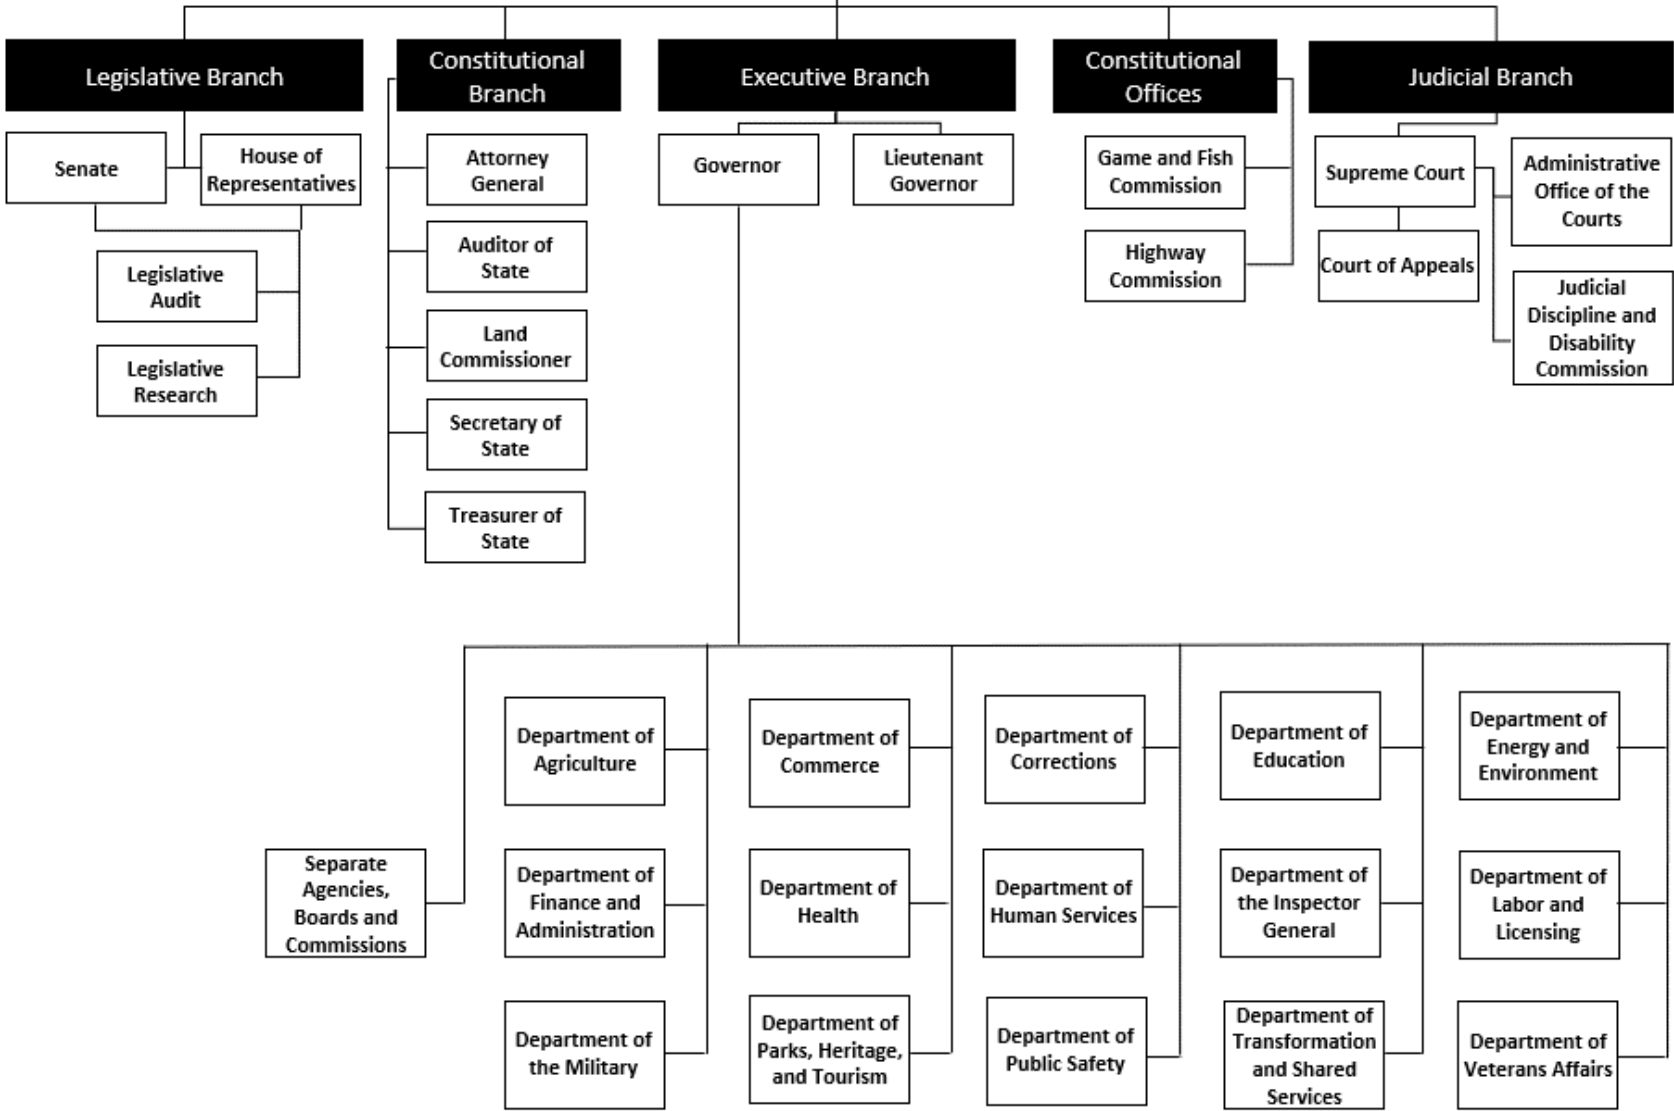 Legislative Branch
Constitutional
Branch
Executive Branch
Constitutional
Offices
Judicial Branch
Senate
House of
Representatives
Legislative
Audit
Legislative
Research
Attorney
General
Auditor of
State
Land
Commissioner
Secretary of
State
Treasurer of
State
Governor
Lieutenant
Governor
Game and Fish
Commission
Highway
Commission
Supreme Court
Court of Appeals
Administrative
Office of the
Courts
Judicial
Discipline and
Disability
Commission
Separate
Agencies,
Boards and
Commissions
Department of
Agriculture
Department of
Commerce
Department of
Corrections
Department of
Education
Department of
Energy and
Environment
Department of
Finance and
Administration
Department of
Health
Department of
Human Services
Department of
the Inspector
General
Department of
Labor and
Licensing
Department of
the Military
Department of
Parks, Heritage,
and Tourism
Department of
Public Safety
Department of
Transformation
and Shared
Services
Department of
Veterans Affairs